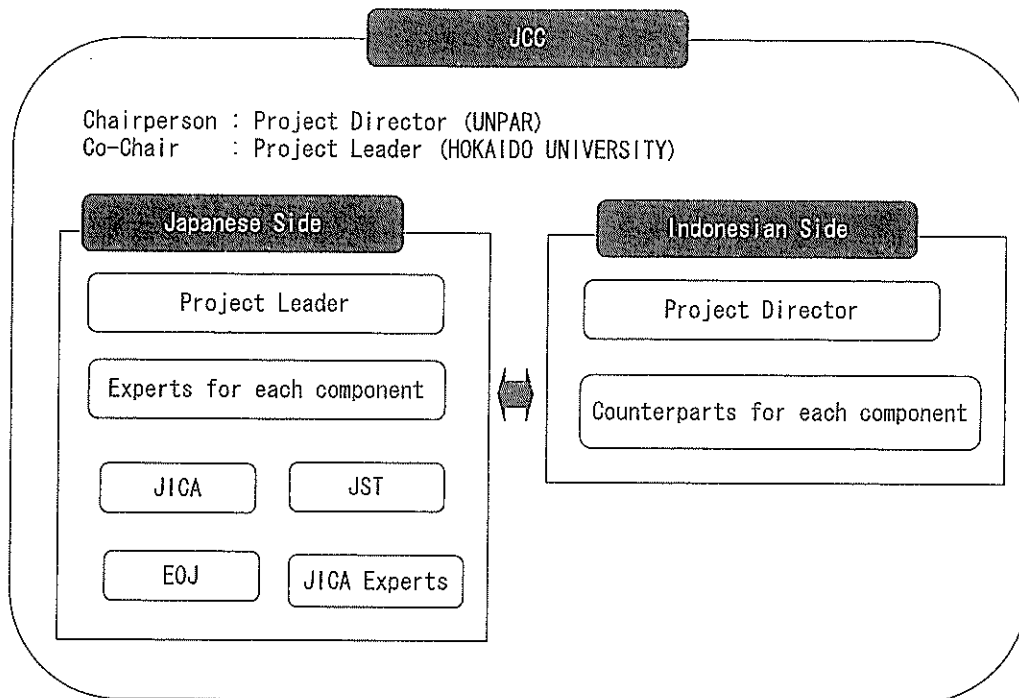 JCC
Chairperson : Project Director (UNPAR)
Co-Chair : Project Leader (HOKAIDO UNIVERSITY)
Japanese Side
Project Leader
Experts for each component
JICA
JST
EOJ
JICA Experts
Indonesian Side
Project Director
Counterparts for each component